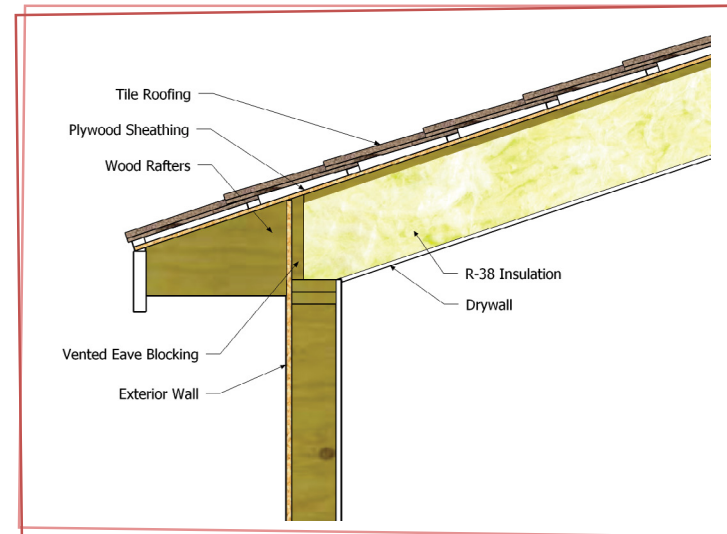 Tile Roofing
Plywood Sheathing
Wood Rafters
R-38 Insulation
Drywall
Vented Eave Blocking
Exterior Wall